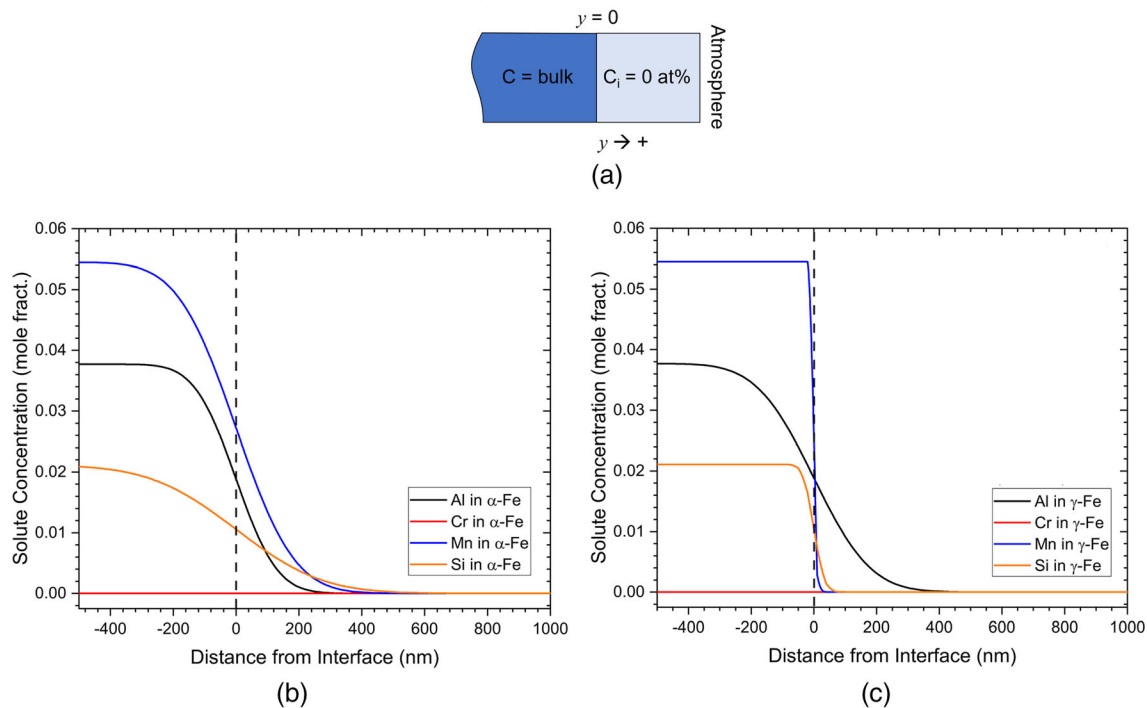 y = 0
C = bulk
C_i = 0 at%
Atmosphere
y → +
(a)
0.06
0.05
0.04
0.03
0.02
0.01
0.00
Solute Concentration (mole fract.)
Al in α-Fe
Cr in α-Fe
Mn in α-Fe
Si in α-Fe
-400 -200 0 200 400 600 800 1000
Distance from Interface (nm)
(b)
0.06
0.05
0.04
0.03
0.02
0.01
0.00
Solute Concentration (mole fract.)
Al in γ-Fe
Cr in γ-Fe
Mn in γ-Fe
Si in γ-Fe
-400 -200 0 200 400 600 800 1000
Distance from Interface (nm)
(c)